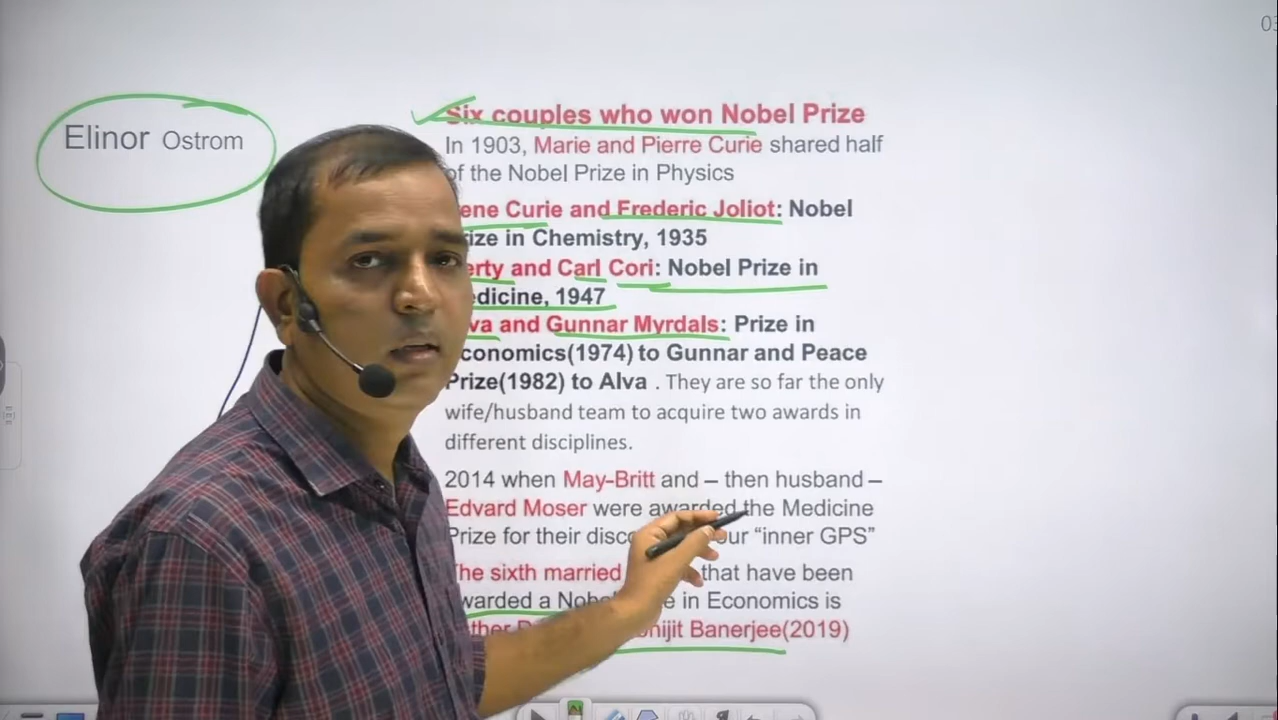 Elinor Ostrom
Six couples who won Nobel Prize
In 1903, Marie and Pierre Curie shared half
of the Nobel Prize in Physics
ene Curie and Frederic Joliot: Nobel
rize in Chemistry, 1935
erty and Carl Cori: Nobel Prize in
edicine, 1947
va and Gunnar Myrdals: Prize in
conomics(1974) to Gunnar and Peace
Prize(1982) to Alva . They are so far the only
wife/husband team to acquire two awards in
different disciplines.
2014 when May-Britt and – then husband –
Edvard Moser were awarded the Medicine
Prize for their disco our “inner GPS”
The sixth married that have been
warded a Nobel e in Economics is
ther D hijit Banerjee(2019)
03